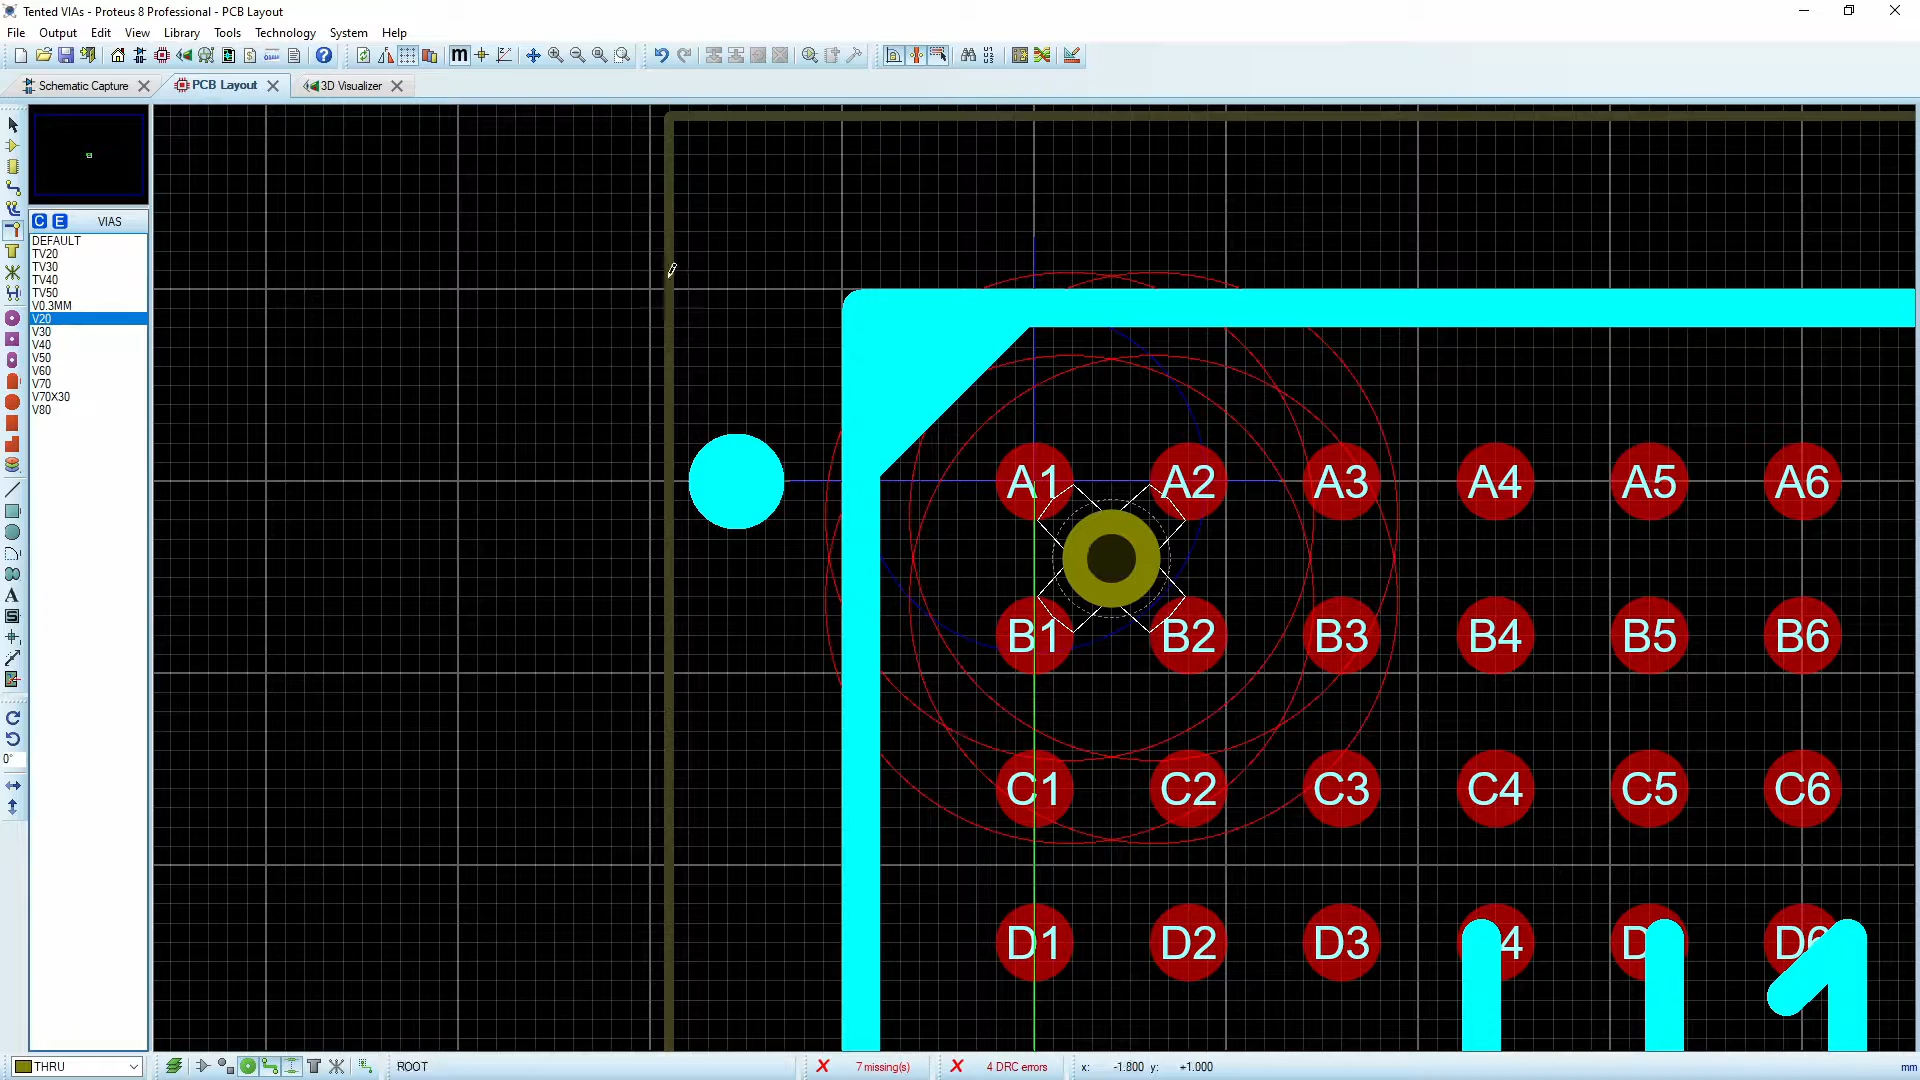 Tented VIAs - Proteus 8 Professional - PCB Layout
File Output Edit View Library Tools Technology System Help
Schematic Capture PCB Layout 3D Visualizer
C E VIAS
DEFAULT
TV20
TV30
TV40
TV50
V0.3MM
V20
V30
V40
V50
V60
V70
V70X30
V80
A1 A2 A3 A4 A5 A6
B1 B2 B3 B4 B5 B6
C1 C2 C3 C4 C5 C6
D1 D2 D3 4 D D6
0°
THRU ROOT 7 missing(s) 4 DRC errors x: -1.800 y: +1.000 mm